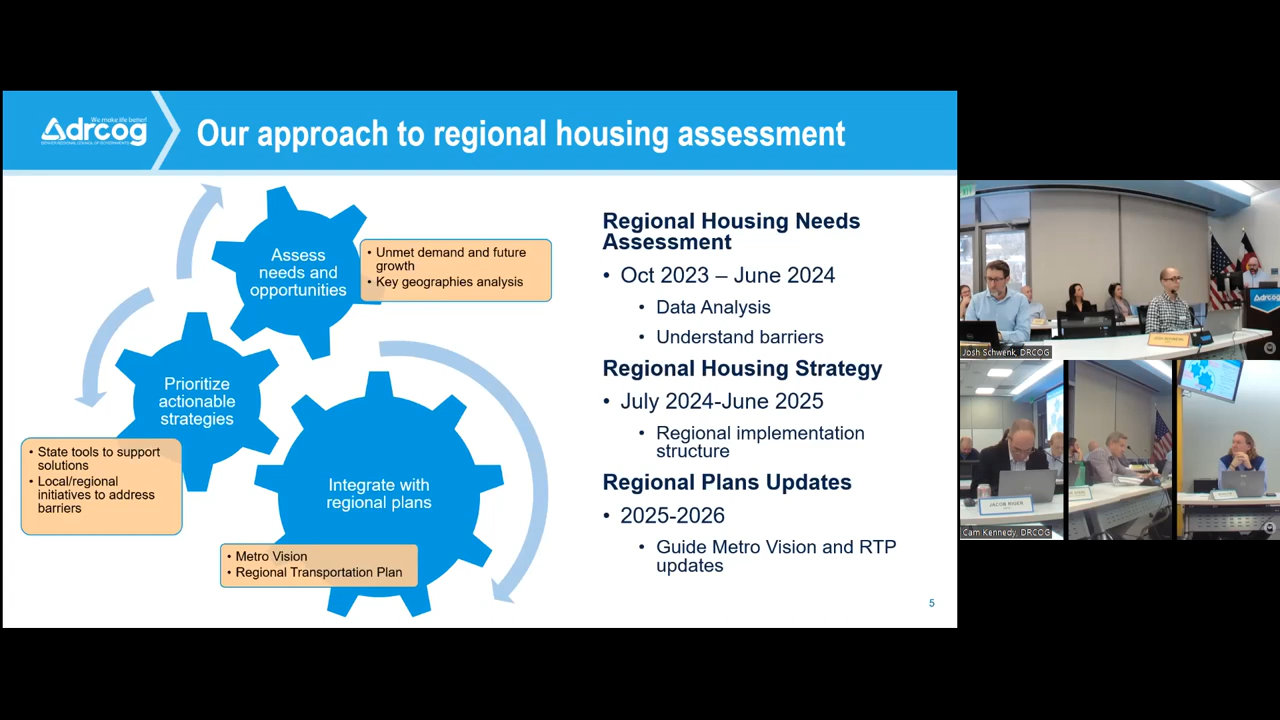 We make life better!
drcog
DENVER REGIONAL COUNCIL OF GOVERNMENTS
Our approach to regional housing assessment
Assess
needs and
opportunities
• Unmet demand and future
growth
• Key geographies analysis
Prioritize
actionable
strategies
• State tools to support
solutions
• Local/regional
initiatives to address
barriers
Integrate with
regional plans
• Metro Vision
• Regional Transportation Plan
Regional Housing Needs
Assessment
• Oct 2023 – June 2024
• Data Analysis
• Understand barriers
Regional Housing Strategy
• July 2024-June 2025
• Regional implementation
structure
Regional Plans Updates
• 2025-2026
• Guide Metro Vision and RTP
updates
5
drcog
Josh Schwenk, DRCOG
JACOB RIGER
Cam Kennedy, DRCOG